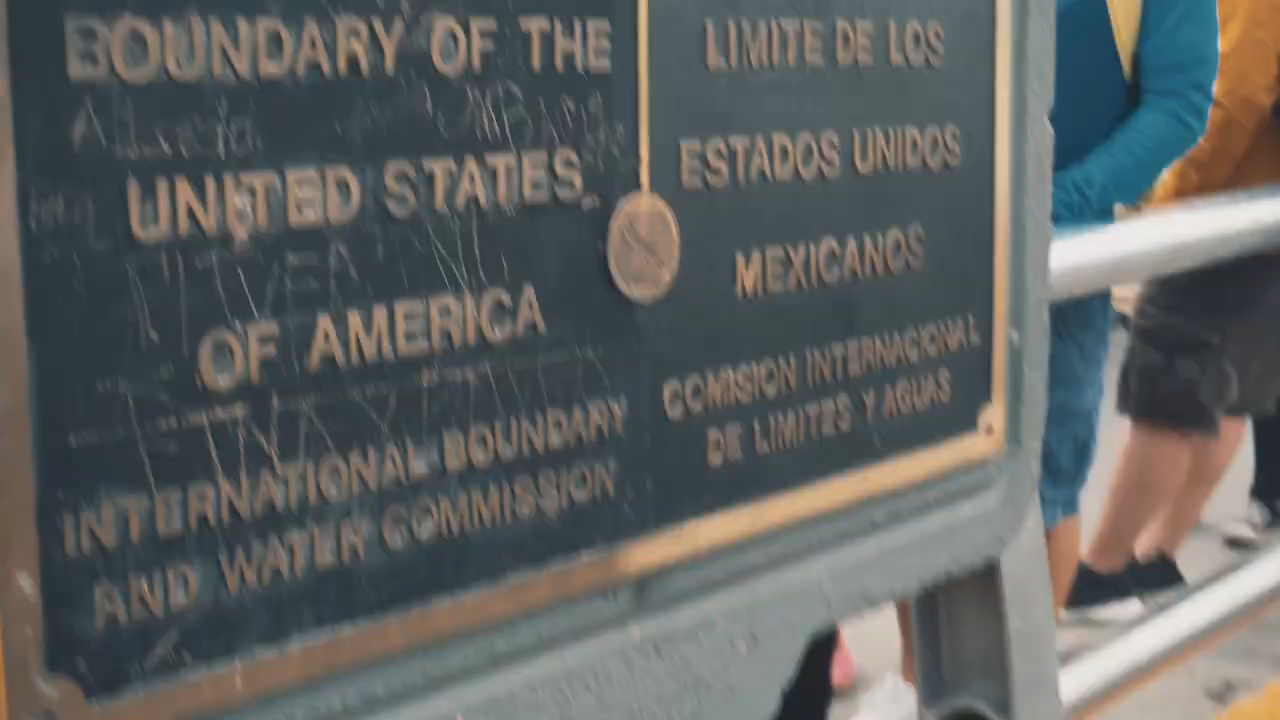 BOUNDARY OF THE
UNITED STATES
OF AMERICA
INTERNATIONAL BOUNDARY
AND WATER COMMISSION
LIMITE DE LOS
ESTADOS UNIDOS
MEXICANOS
COMISION INTERNACIONAL
DE LIMITES Y AGUAS